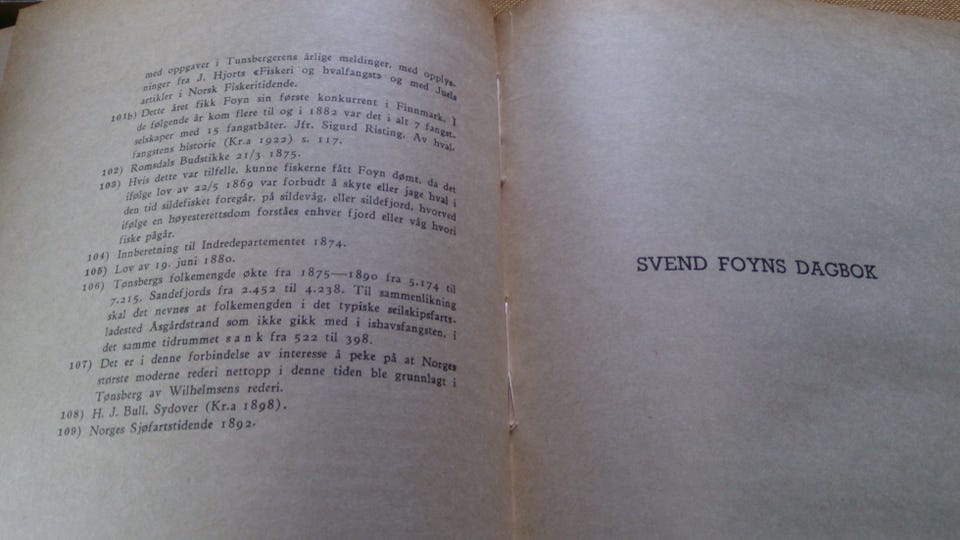 med oppgaver i Tunsbergerens årlige meldinger, med opplys-
ninger fra J. Hjorts «Fiskeri og hvalfangst» og med Juels
artikler i Norsk Fiskeritidende.
101b) Dette året fikk Foyn sin første konkurrent i Finnmark. I
de følgende år kom flere til og i 1882 var det i alt 7 fangst.
selskaper med 15 fangstbåter. Jfr. Sigurd Risting. Av hval-
fangstens historie (Kr.a 1922) s. 117.
102) Romsdals Budstikke 21/3 1875.
103) Hvis dette var tilfelle, kunne fiskerne fått Foyn dømt, da det
ifølge lov av 22/5 1869 var forbudt å skyte eller jage hval i
den tid sildefisket foregår, på sildevåg, eller sildefjord, hvorved
ifølge en høyesterettsdom forståes enhver fjord eller våg hvori
fiske pågår.
104) Innberetning til Indredepartementet 1874.
105) Lov av 19. juni 1880.
106) Tønsbergs folkemengde økte fra 1875—1890 fra 5.174 til
7.215, Sandefjords fra 2.452 til 4.238. Til sammenlikning
skal det nevnes at folkemengden i det typiske seilskipsfarts-
ladested Åsgårdstrand som ikke gikk med i ishavsfangsten, i
det samme tidrummet sank fra 522 til 398.
107) Det er i denne forbindelse av interesse å peke på at Norges
største moderne rederi nettopp i denne tiden ble grunnlagt i
Tønsberg av Wilhelmsens rederi.
108) H. J. Bull, Sydover (Kr.a 1898).
109) Norges Sjøfartstidende 1892.
SVEND FOYNS DAGBOK